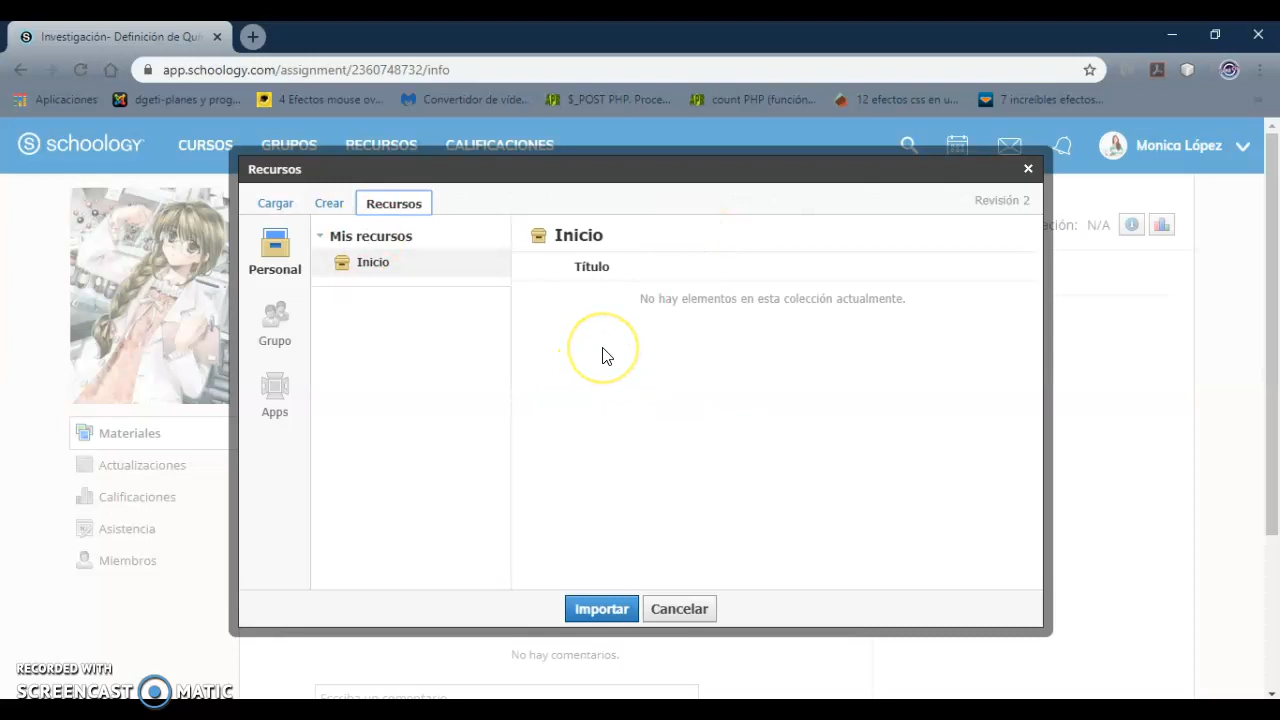 Investigación- Definición de Quí
app.schoology.com/assignment/2360748732/info
Aplicaciones
dgeti-planes y prog...
4 Efectos mouse ov...
Convertidor de víde...
$_POST PHP. Proce...
count PHP (función...
12 efectos css en u...
7 increíbles efectos...
schoology
CURSOS
GRUPOS
RECURSOS
CALIFICACIONES
Monica López
Recursos
Cargar
Crear
Recursos
Revisión 2
ción: N/A
Personal
Mis recursos
Inicio
Inicio
Título
No hay elementos en esta colección actualmente.
Grupo
Apps
Materiales
Actualizaciones
Calificaciones
Asistencia
Miembros
Importar
Cancelar
No hay comentarios.
Escriba un comentario
RECORDED WITH
SCREENCAST MATIC